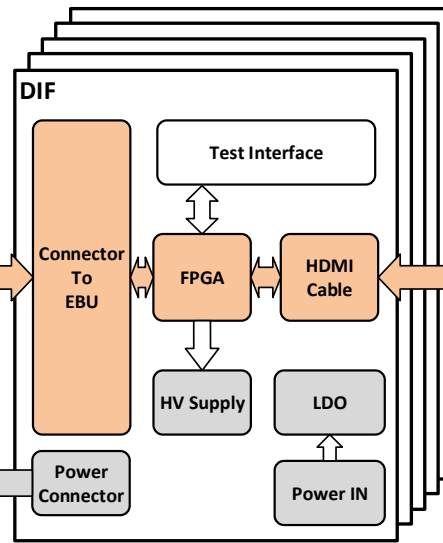 DIF
Test Interface
Connector
To
EBU
FPGA
HDMI
Cable
HV Supply
LDO
Power
Connector
Power IN